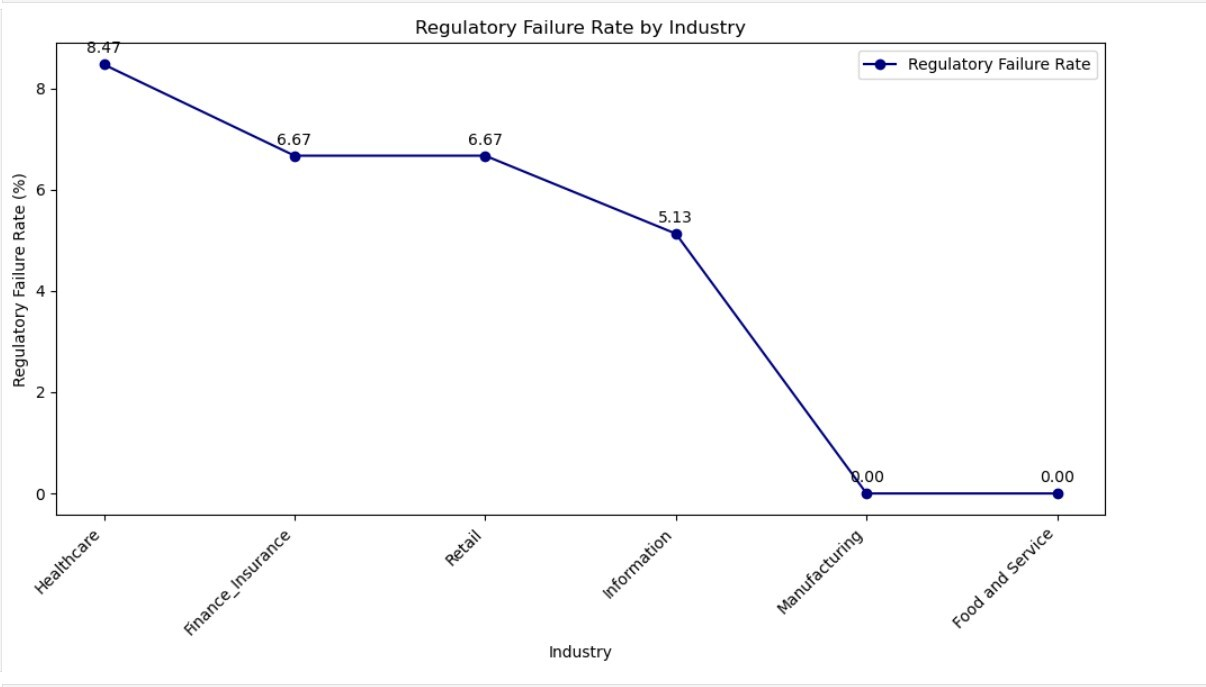 Regulatory Failure Rate by Industry
Regulatory Failure Rate
Regulatory Failure Rate (%)
8
6
4
2
0
8.47
6.67
6.67
5.13
0.00
0.00
Healthcare
Finance_Insurance
Retail
Information
Manufacturing
Food and Service
Industry